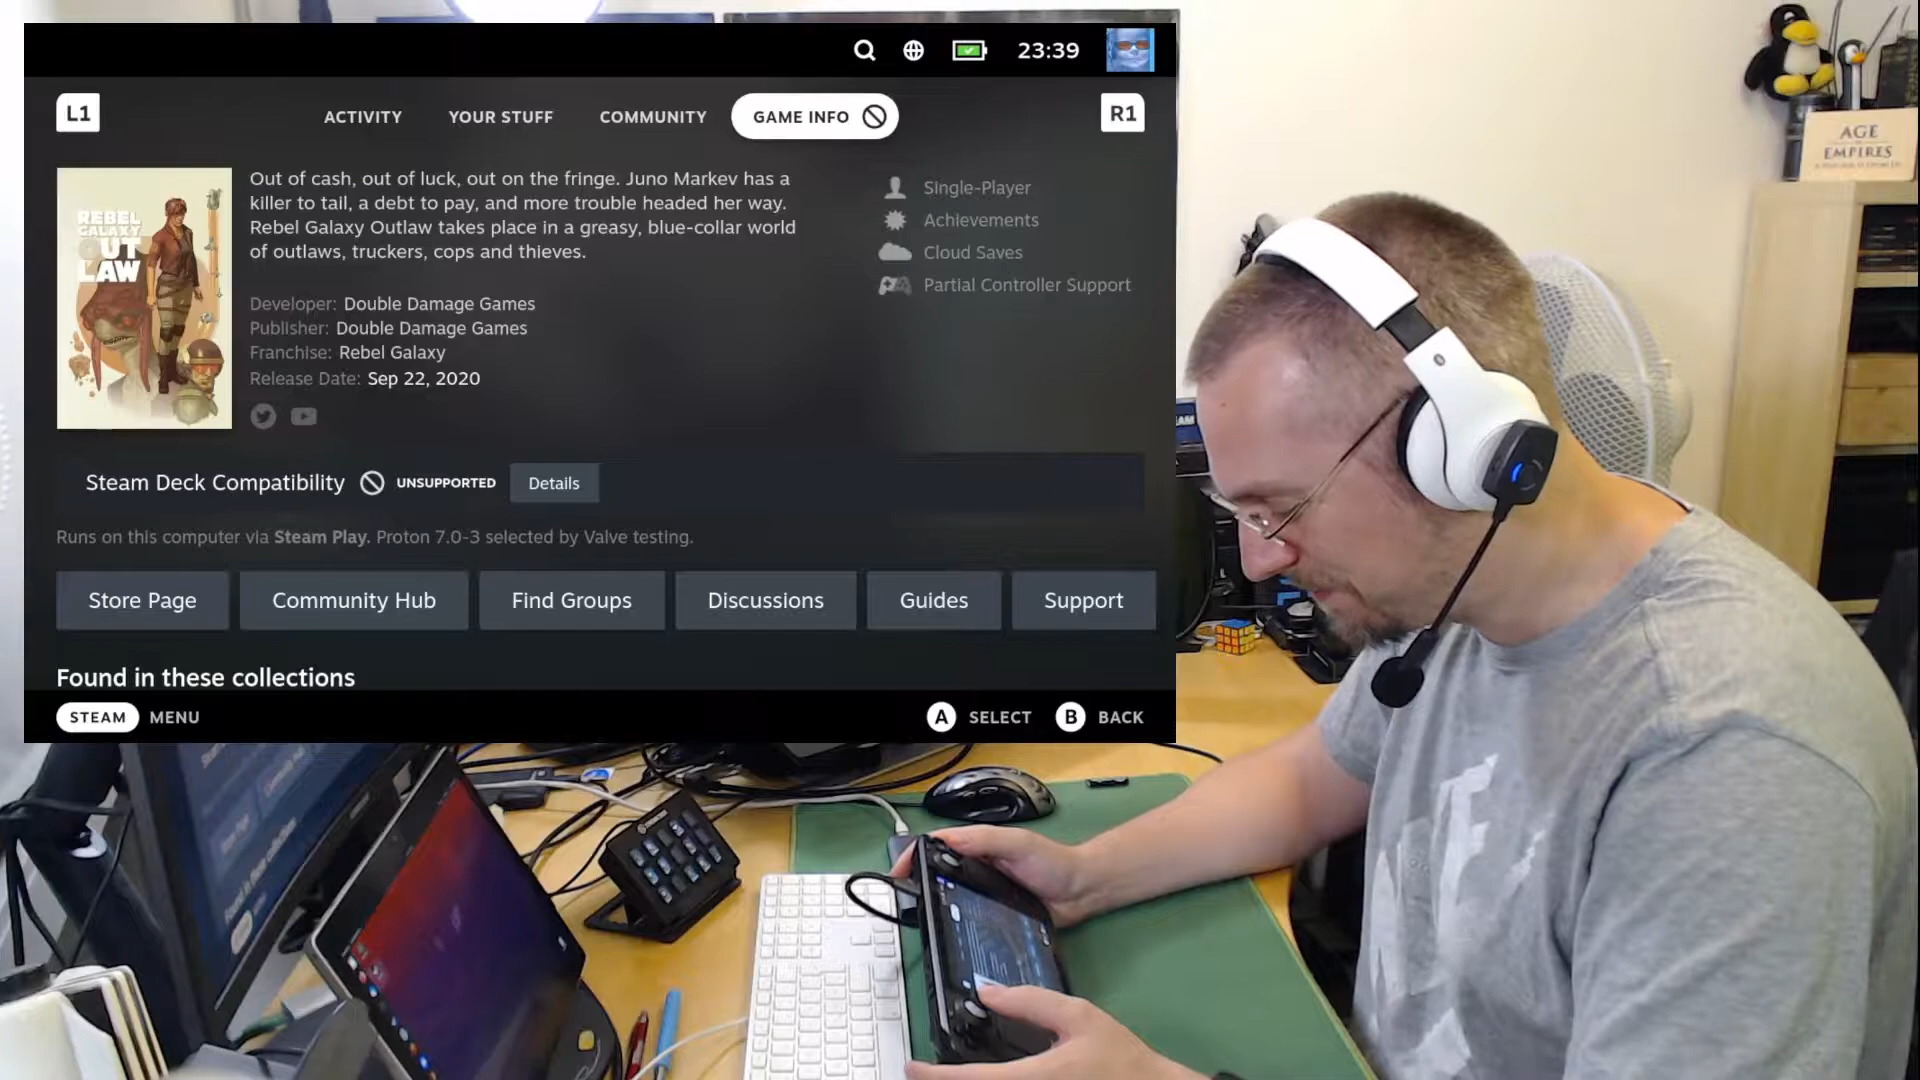 23:39
L1
ACTIVITY
YOUR STUFF
COMMUNITY
GAME INFO
R1
REBEL
GALAXY
OUT
LAW
Out of cash, out of luck, out on the fringe. Juno Markev has a
killer to tail, a debt to pay, and more trouble headed her way.
Rebel Galaxy Outlaw takes place in a greasy, blue-collar world
of outlaws, truckers, cops and thieves.
Developer: Double Damage Games
Publisher: Double Damage Games
Franchise: Rebel Galaxy
Release Date: Sep 22, 2020
Single-Player
Achievements
Cloud Saves
Partial Controller Support
Steam Deck Compatibility
UNSUPPORTED
Details
Runs on this computer via Steam Play. Proton 7.0-3 selected by Valve testing.
Store Page
Community Hub
Find Groups
Discussions
Guides
Support
Found in these collections
STEAM MENU
A SELECT
B BACK
AGE
EMPIRES